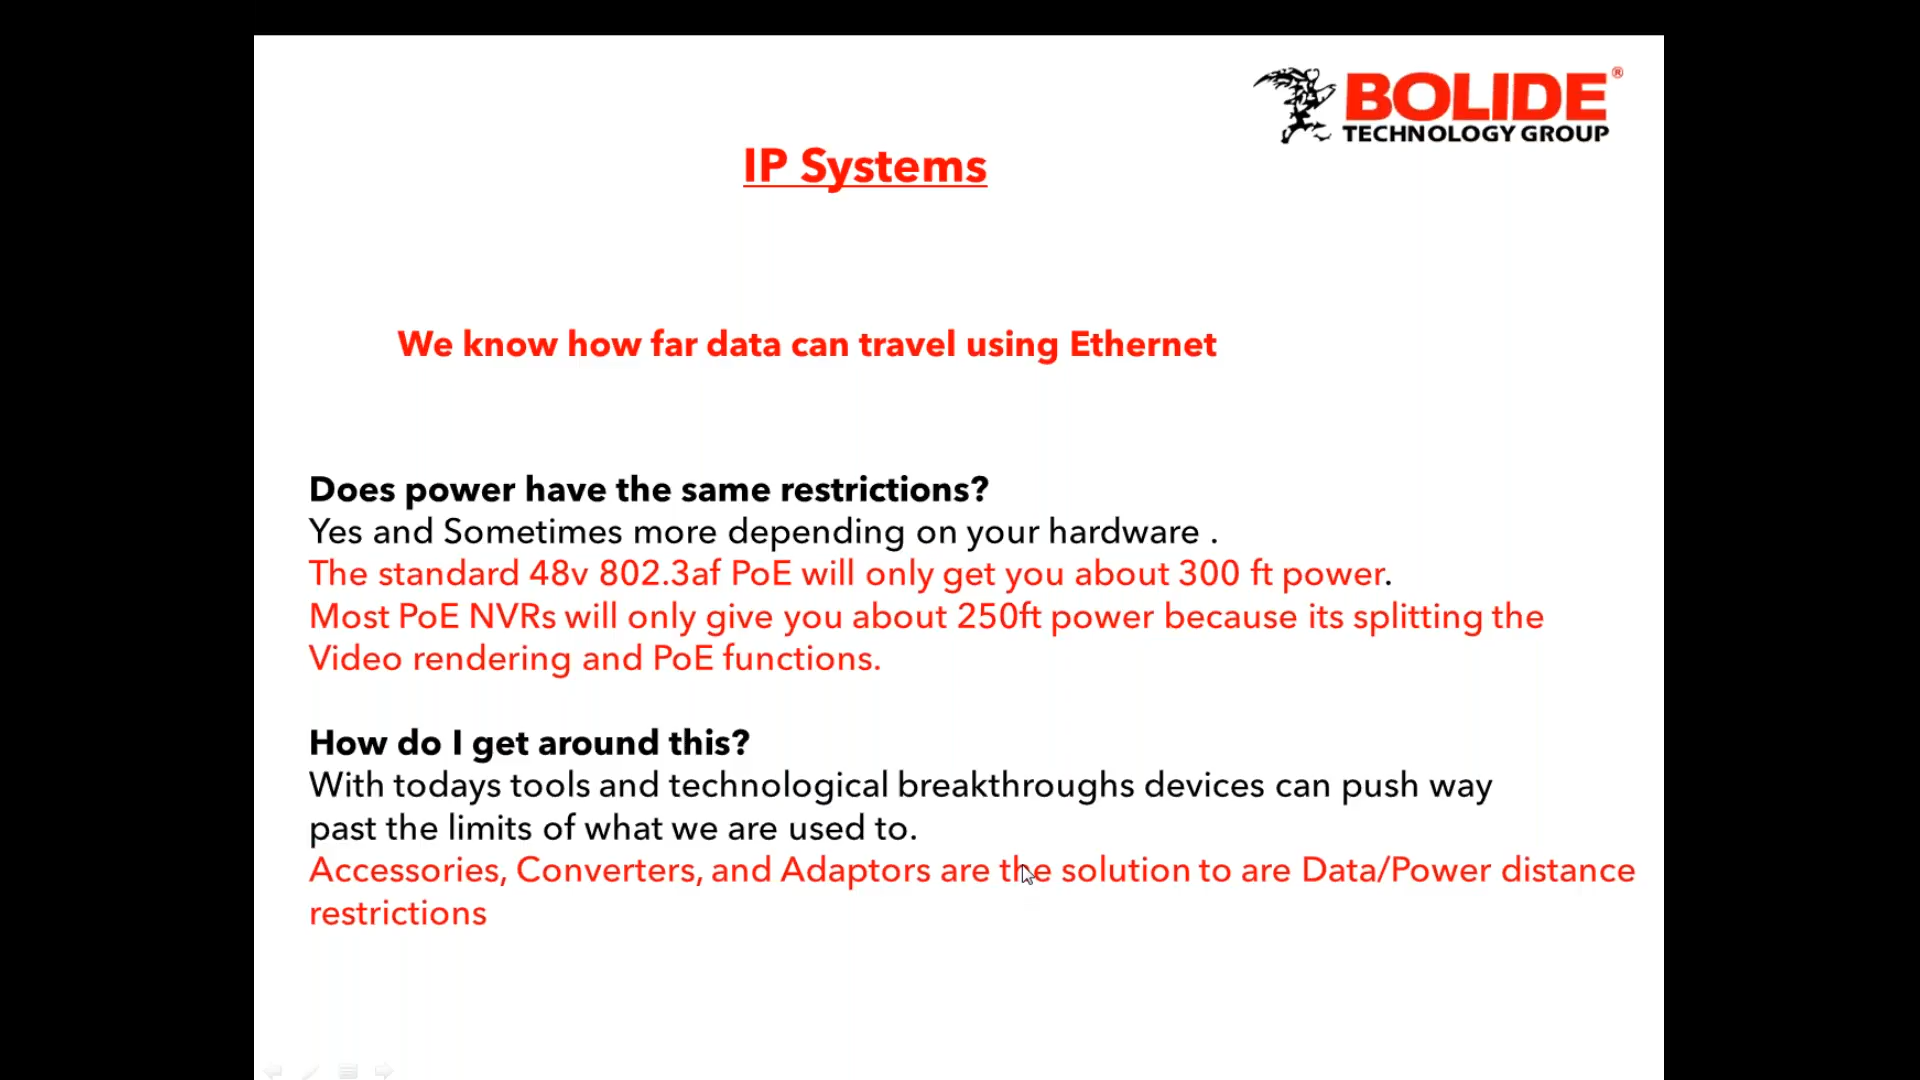 BOLIDE®
TECHNOLOGY GROUP
IP Systems
We know how far data can travel using Ethernet
Does power have the same restrictions?
Yes and Sometimes more depending on your hardware .
The standard 48v 802.3af PoE will only get you about 300 ft power.
Most PoE NVRs will only give you about 250ft power because its splitting the
Video rendering and PoE functions.
How do I get around this?
With todays tools and technological breakthroughs devices can push way
past the limits of what we are used to.
Accessories, Converters, and Adaptors are the solution to are Data/Power distance
restrictions